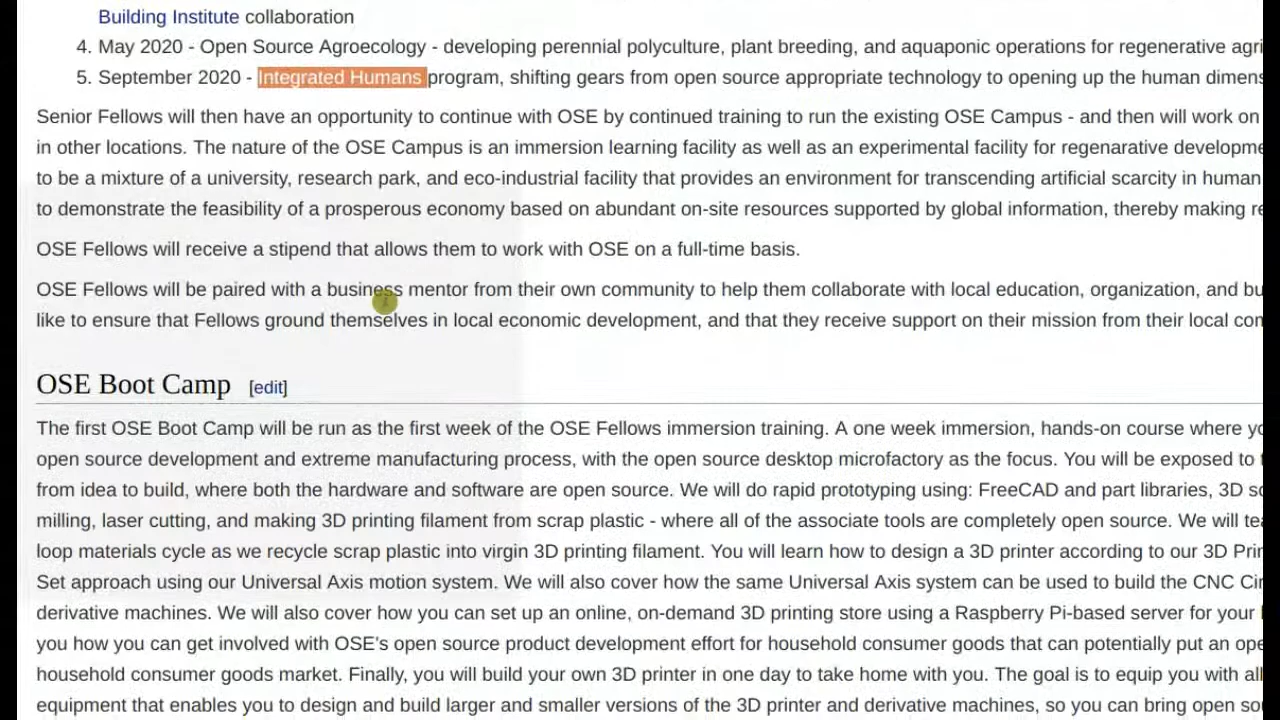 Building Institute collaboration
4. May 2020 - Open Source Agroecology - developing perennial polyculture, plant breeding, and aquaponic operations for regenerative
5. September 2020 - Integrated Humans program, shifting gears from open source appropriate technology to opening up the human
Senior Fellows will then have an opportunity to continue with OSE by continued training to run the existing OSE Campus - and then will work on
in other locations. The nature of the OSE Campus is an immersion learning facility as well as an experimental facility for regenarative
to be a mixture of a university, research park, and eco-industrial facility that provides an environment for transcending artificial scarcity in human
to demonstrate the feasibility of a prosperous economy based on abundant on-site resources supported by global information, thereby making
OSE Fellows will receive a stipend that allows them to work with OSE on a full-time basis.
OSE Fellows will be paired with a business mentor from their own community to help them collaborate with local education, organization, and
like to ensure that Fellows ground themselves in local economic development, and that they receive support on their mission from their local
OSE Boot Camp [edit]
The first OSE Boot Camp will be run as the first week of the OSE Fellows immersion training. A one week immersion, hands-on course where
open source development and extreme manufacturing process, with the open source desktop microfactory as the focus. You will be exposed to
from idea to build, where both the hardware and software are open source. We will do rapid prototyping using: FreeCAD and part libraries, 3D
milling, laser cutting, and making 3D printing filament from scrap plastic - where all of the associate tools are completely open source. We will
loop materials cycle as we recycle scrap plastic into virgin 3D printing filament. You will learn how to design a 3D printer according to our 3D
Set approach using our Universal Axis motion system. We will also cover how the same Universal Axis system can be used to build the CNC
derivative machines. We will also cover how you can set up an online, on-demand 3D printing store using a Raspberry Pi-based server for your
you how you can get involved with OSE's open source product development effort for household consumer goods that can potentially put an
household consumer goods market. Finally, you will build your own 3D printer in one day to take home with you. The goal is to equip you with
equipment that enables you to design and build larger and smaller versions of the 3D printer and derivative machines, so you can bring open